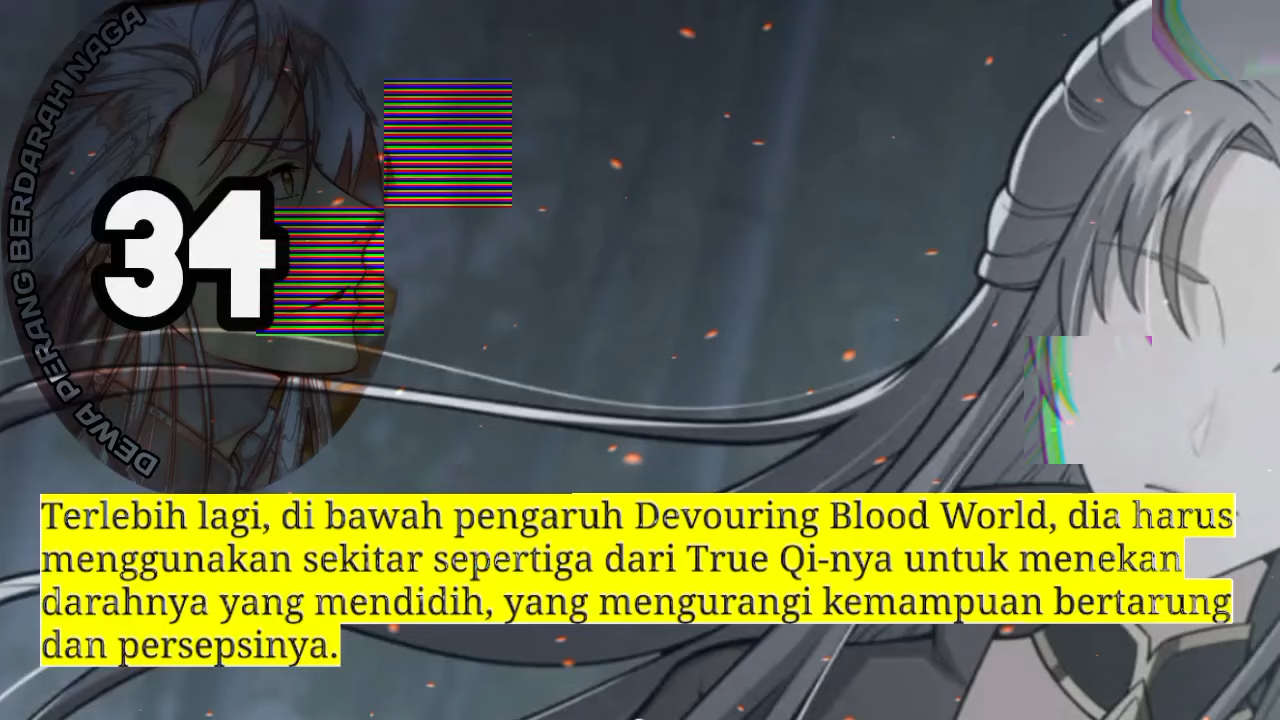 DEWA PERANG BERDARAH NAGA
34
Terlebih lagi, di bawah pengaruh Devouring Blood World, dia harus
menggunakan sekitar sepertiga dari True Qi-nya untuk menekan
darahnya yang mendidih, yang mengurangi kemampuan bertarung
dan persepsinya.